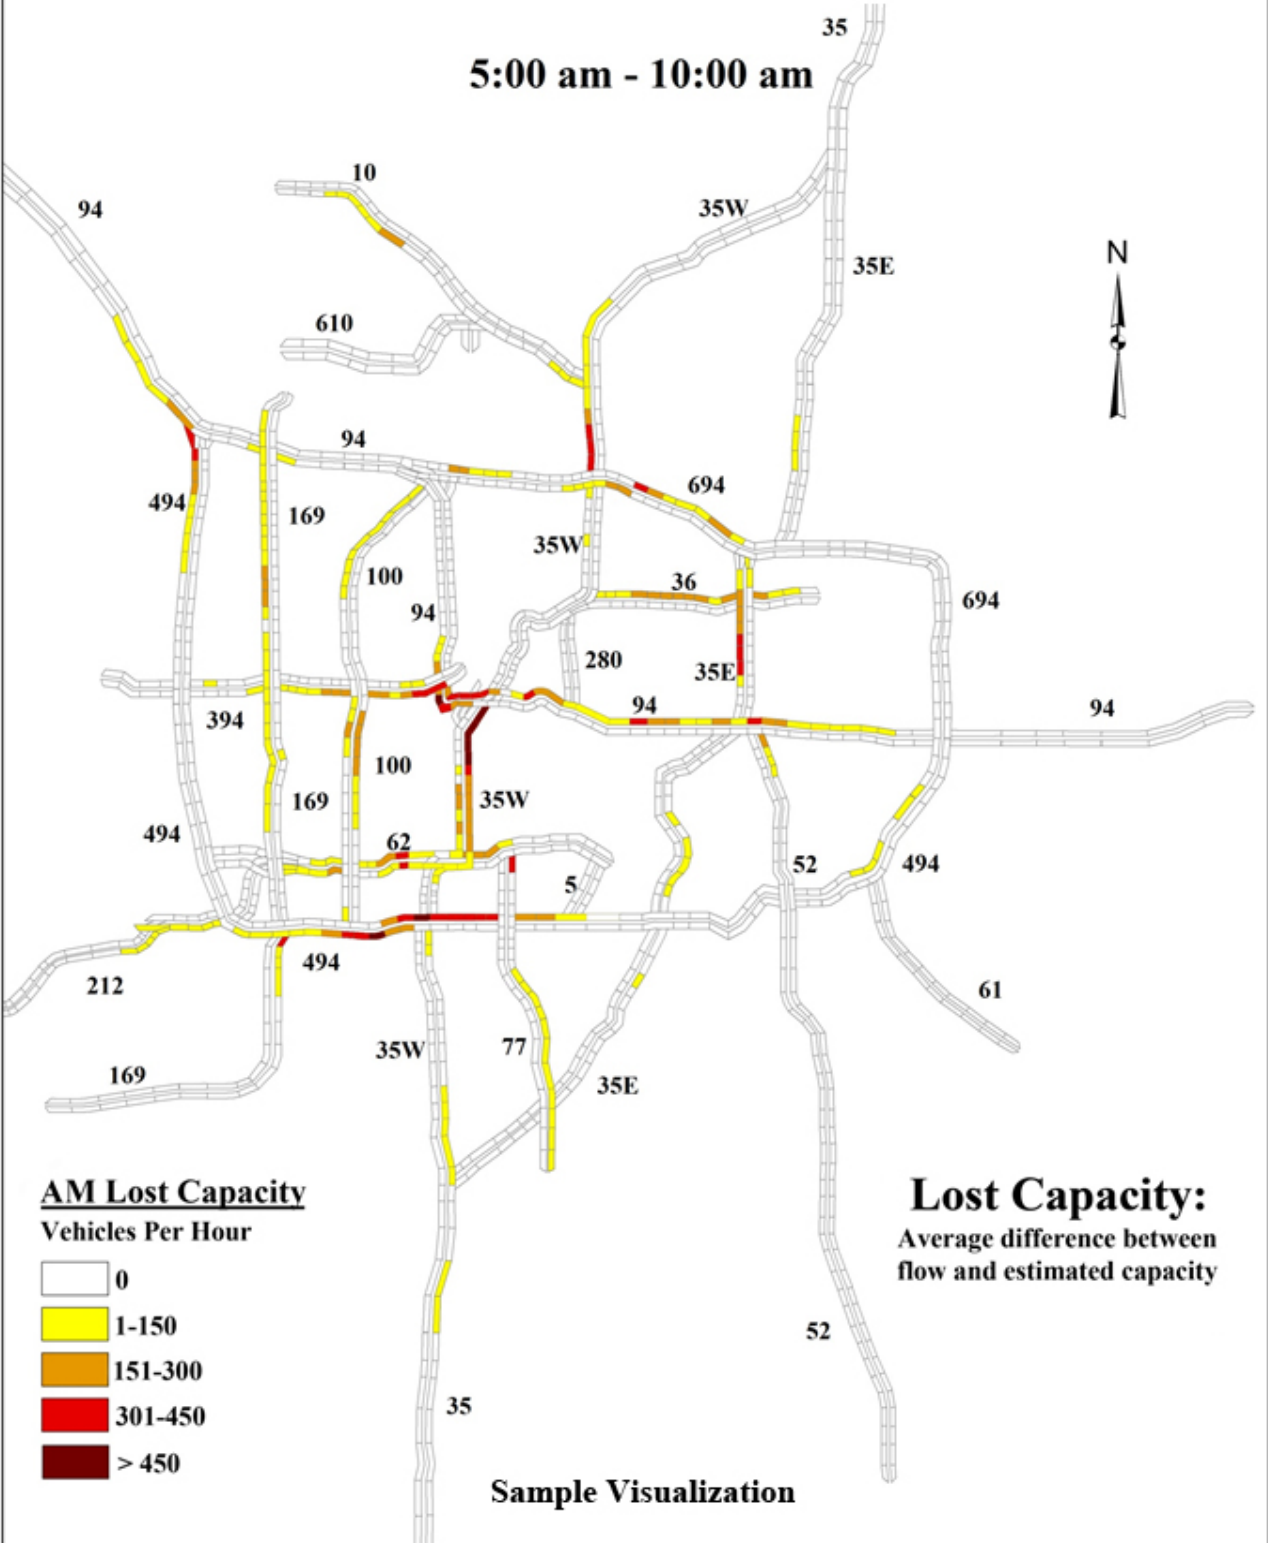 35
5:00 am - 10:00 am
10
94
35W
N
35E
610
94
694
494
169
35W
100
36
94
694
280
35E
394
94
94
100
169
35W
494
62
52
494
5
494
212
61
35W
77
169
35E
AM Lost Capacity
Vehicles Per Hour
0
1-150
151-300
301-450
> 450
Lost Capacity:
Average difference between
flow and estimated capacity
52
35
Sample Visualization